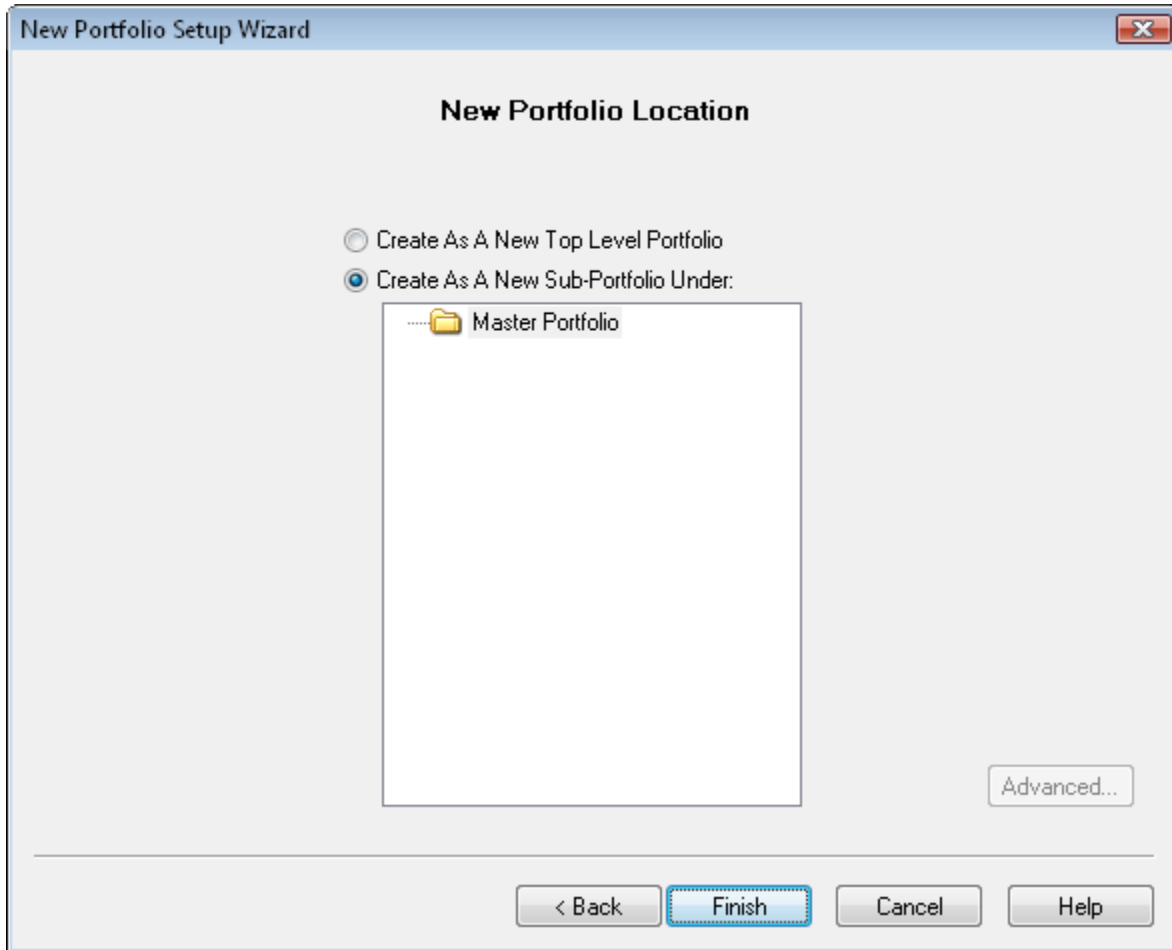 New Portfolio Setup Wizard
New Portfolio Location
Create As A New Top Level Portfolio
Create As A New Sub-Portfolio Under:
Master Portfolio
Advanced...
< Back Finish Cancel Help